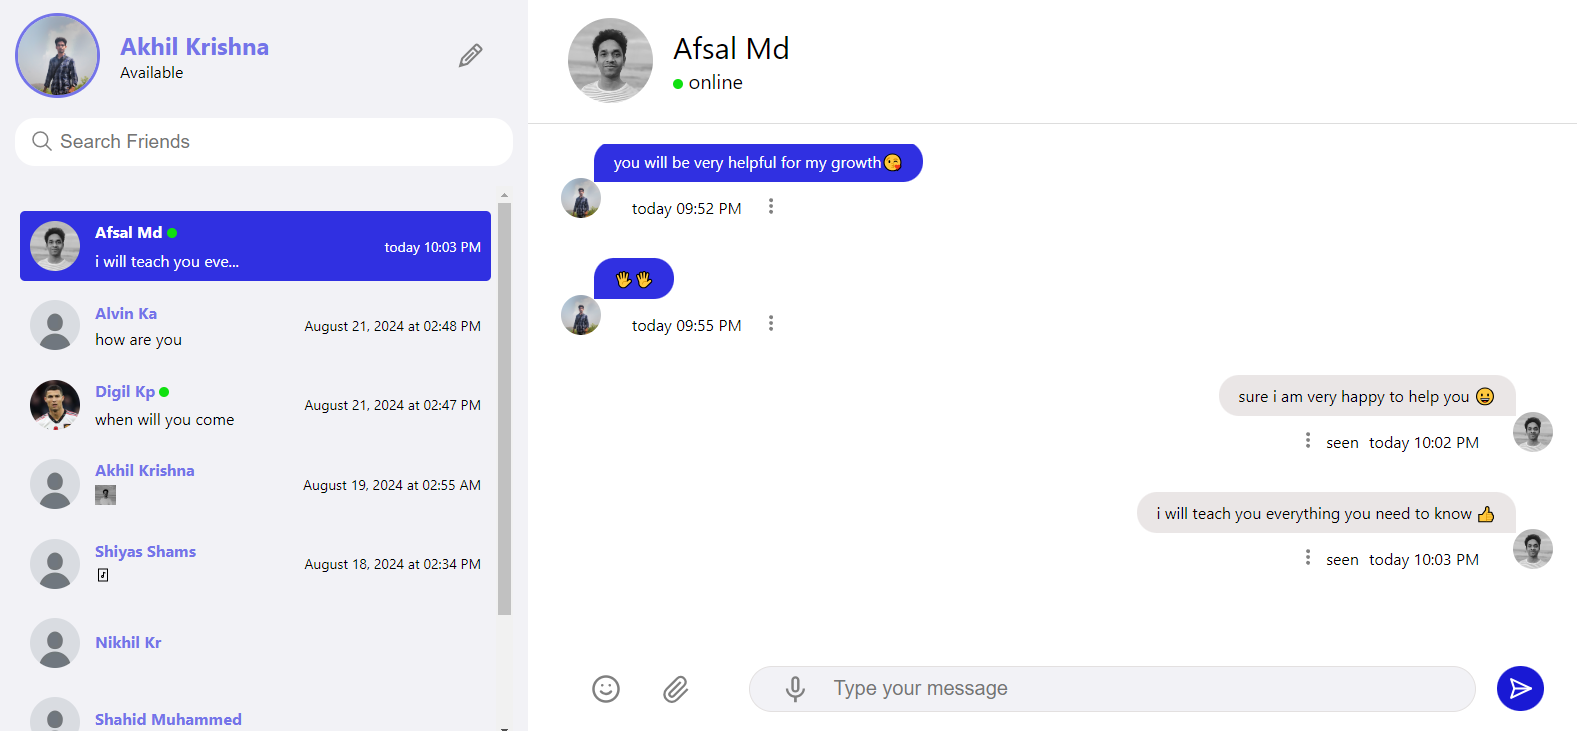 Akhil Krishna
Available
Search Friends
Afsal Md
i will teach you eve...
today 10:03 PM
Alvin Ka
how are you
August 21, 2024 at 02:48 PM
Digil Kp
when will you come
August 21, 2024 at 02:47 PM
Akhil Krishna
August 19, 2024 at 02:55 AM
Shiyas Shams
August 18, 2024 at 02:34 PM
Nikhil Kr
Shahid Muhammed
Afsal Md
online
you will be very helpful for my growth😘
today 09:52 PM
🖐🖐
today 09:55 PM
sure i am very happy to help you 😀
seen today 10:02 PM
i will teach you everything you need to know 👍
seen today 10:03 PM
Type your message